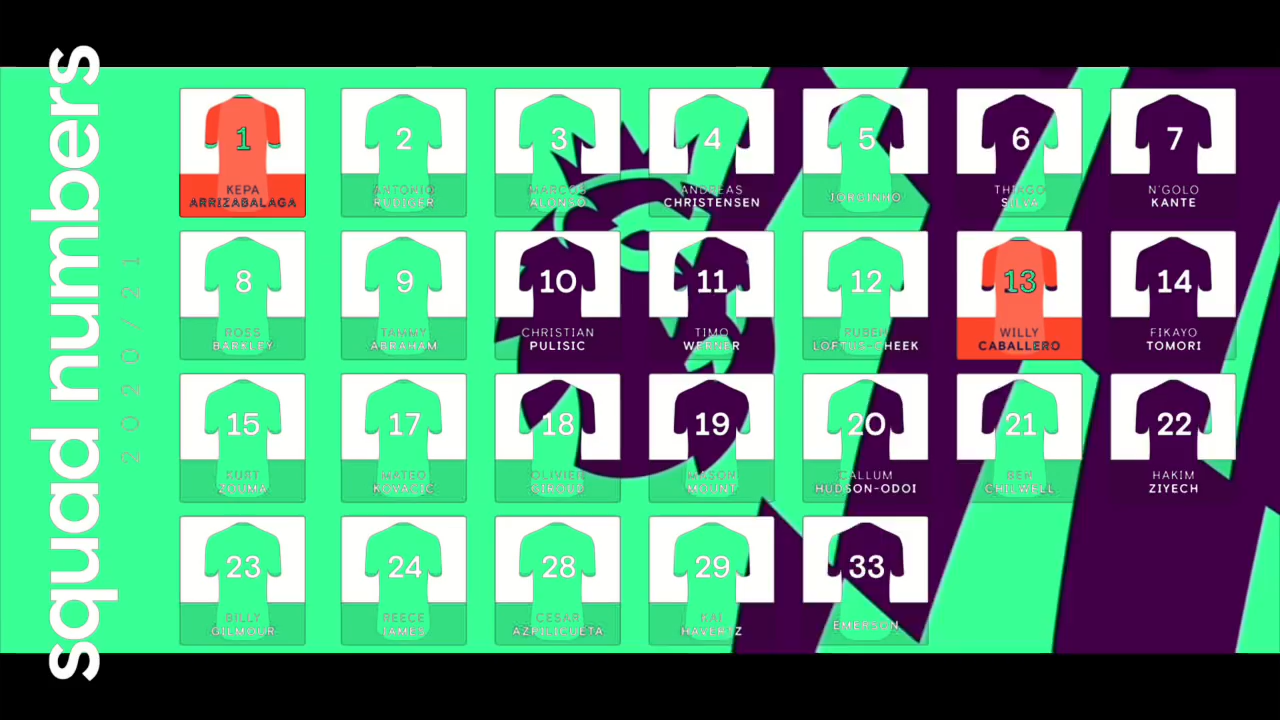 squad numbers
2020/21
1
KEPA
ARRIZABALAGA
2
ANTONIO
RUDIGER
3
MARCOS
ALONSO
4
ANDREAS
CHRISTENSEN
5
JORGINHO
6
THIAGO
SILVA
7
N'GOLO
KANTE
8
ROSS
BARKLEY
9
TAMMY
ABRAHAM
10
CHRISTIAN
PULISIC
11
TIMO
WERNER
12
RUBEN
LOFTUS-CHEEK
13
WILLY
CABALLERO
14
FIKAYO
TOMORI
15
KURT
ZOUMA
17
MATEO
KOVACIC
18
OLIVIER
GIROUD
19
MASON
MOUNT
20
CALLUM
HUDSON-ODOI
21
BEN
CHILWELL
22
HAKIM
ZIYECH
23
BILLY
GILMOUR
24
REECE
JAMES
28
CESAR
AZPILICUETA
29
KAI
HAVERTZ
33
EMERSON